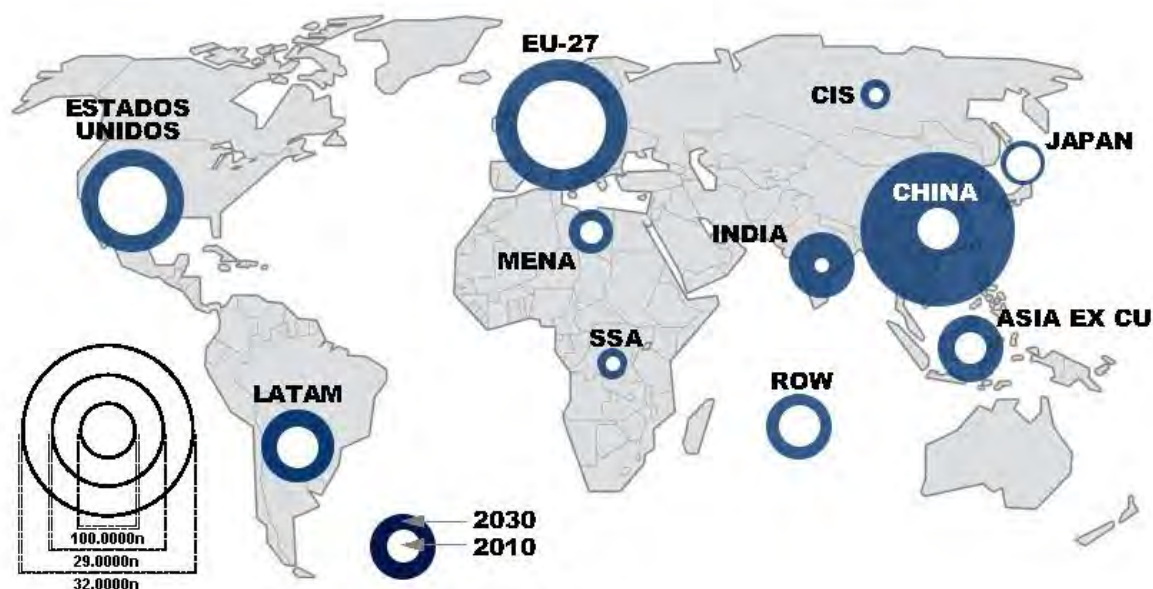 EU-27
ESTADOS
UNIDOS
CIS
JAPAN
CHINA
INDIA
MENA
ASIA EX CU
SSA
ROW
LATAM
2030
2010
100.0000n
29.0000n
32.0000n